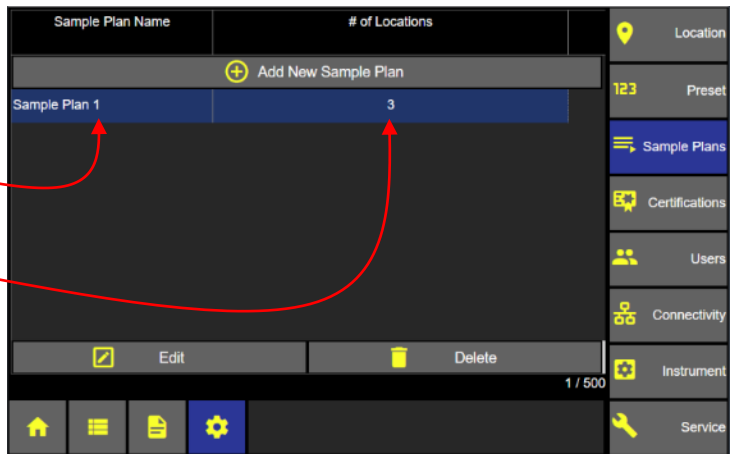 Sample Plan Name # of Locations
Location
Add New Sample Plan
123 Preset
Sample Plan 1 3
Sample Plans
Certifications
Users
Connectivity
Edit Delete
1 / 500
Instrument
Service